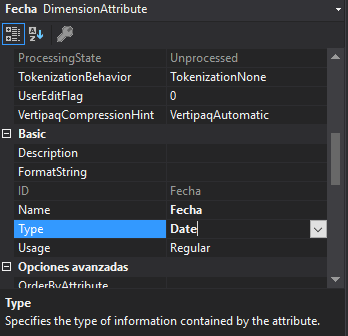 Fecha DimensionAttribute
ProcessingState Unprocessed
TokenizationBehavior TokenizationNone
UserEditFlag 0
VertipaqCompressionHint VertipaqAutomatic
Basic
Description
FormatString
ID Fecha
Name Fecha
Type Date
Usage Regular
Opciones avanzadas
OrderByAttribute
Type
Specifies the type of information contained by the attribute.